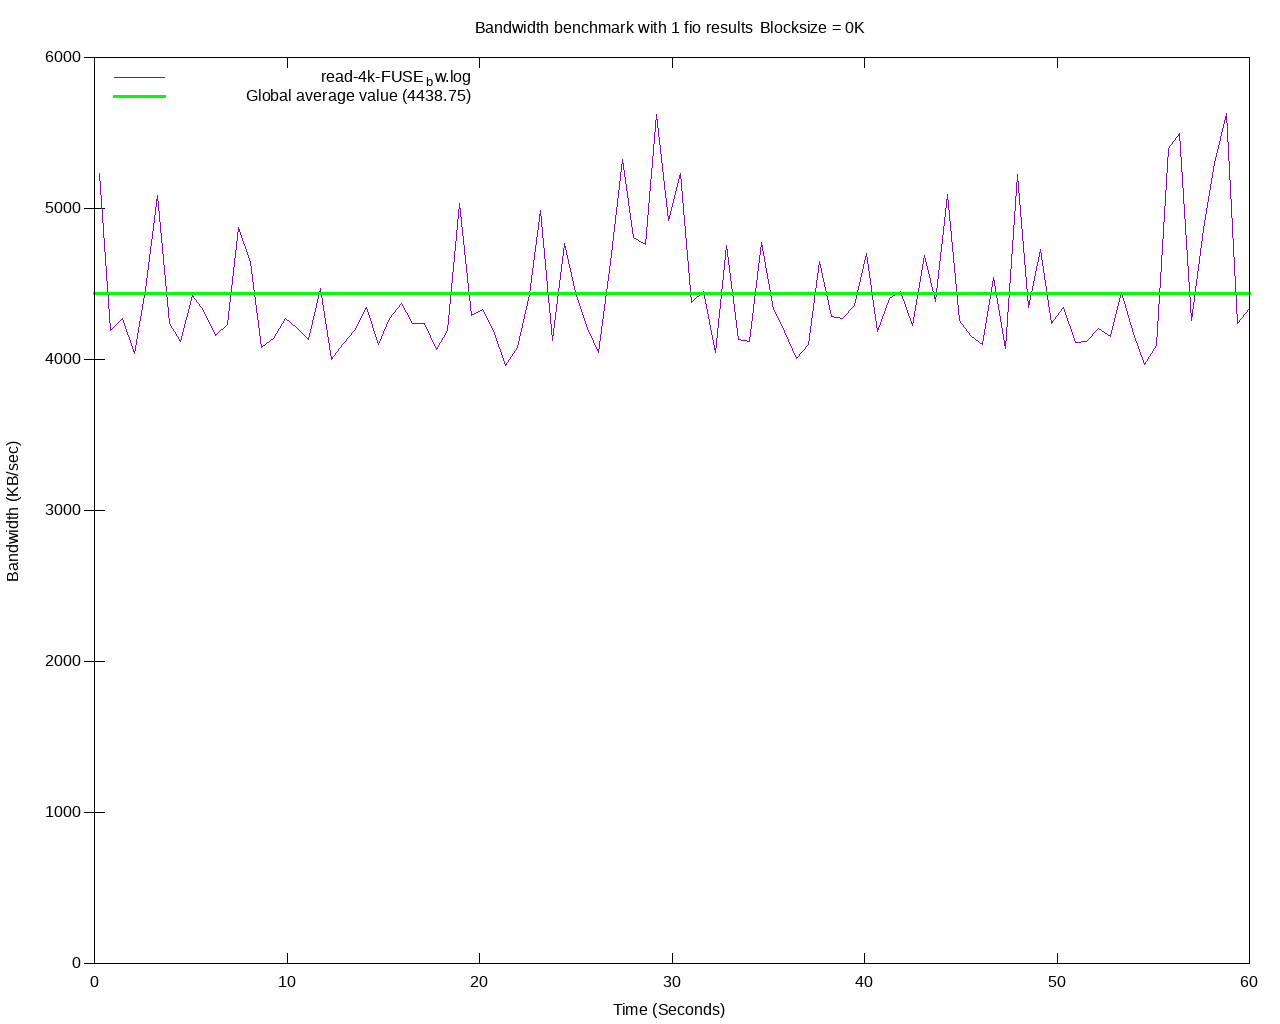 Bandwidth benchmark with 1 fio results Blocksize = 0K
6000
read-4k-FUSE_bw.log
Global average value (4438.75)
5000
4000
3000
Bandwidth (KB/sec)
2000
1000
0
0 10 20 30 40 50 60
Time (Seconds)